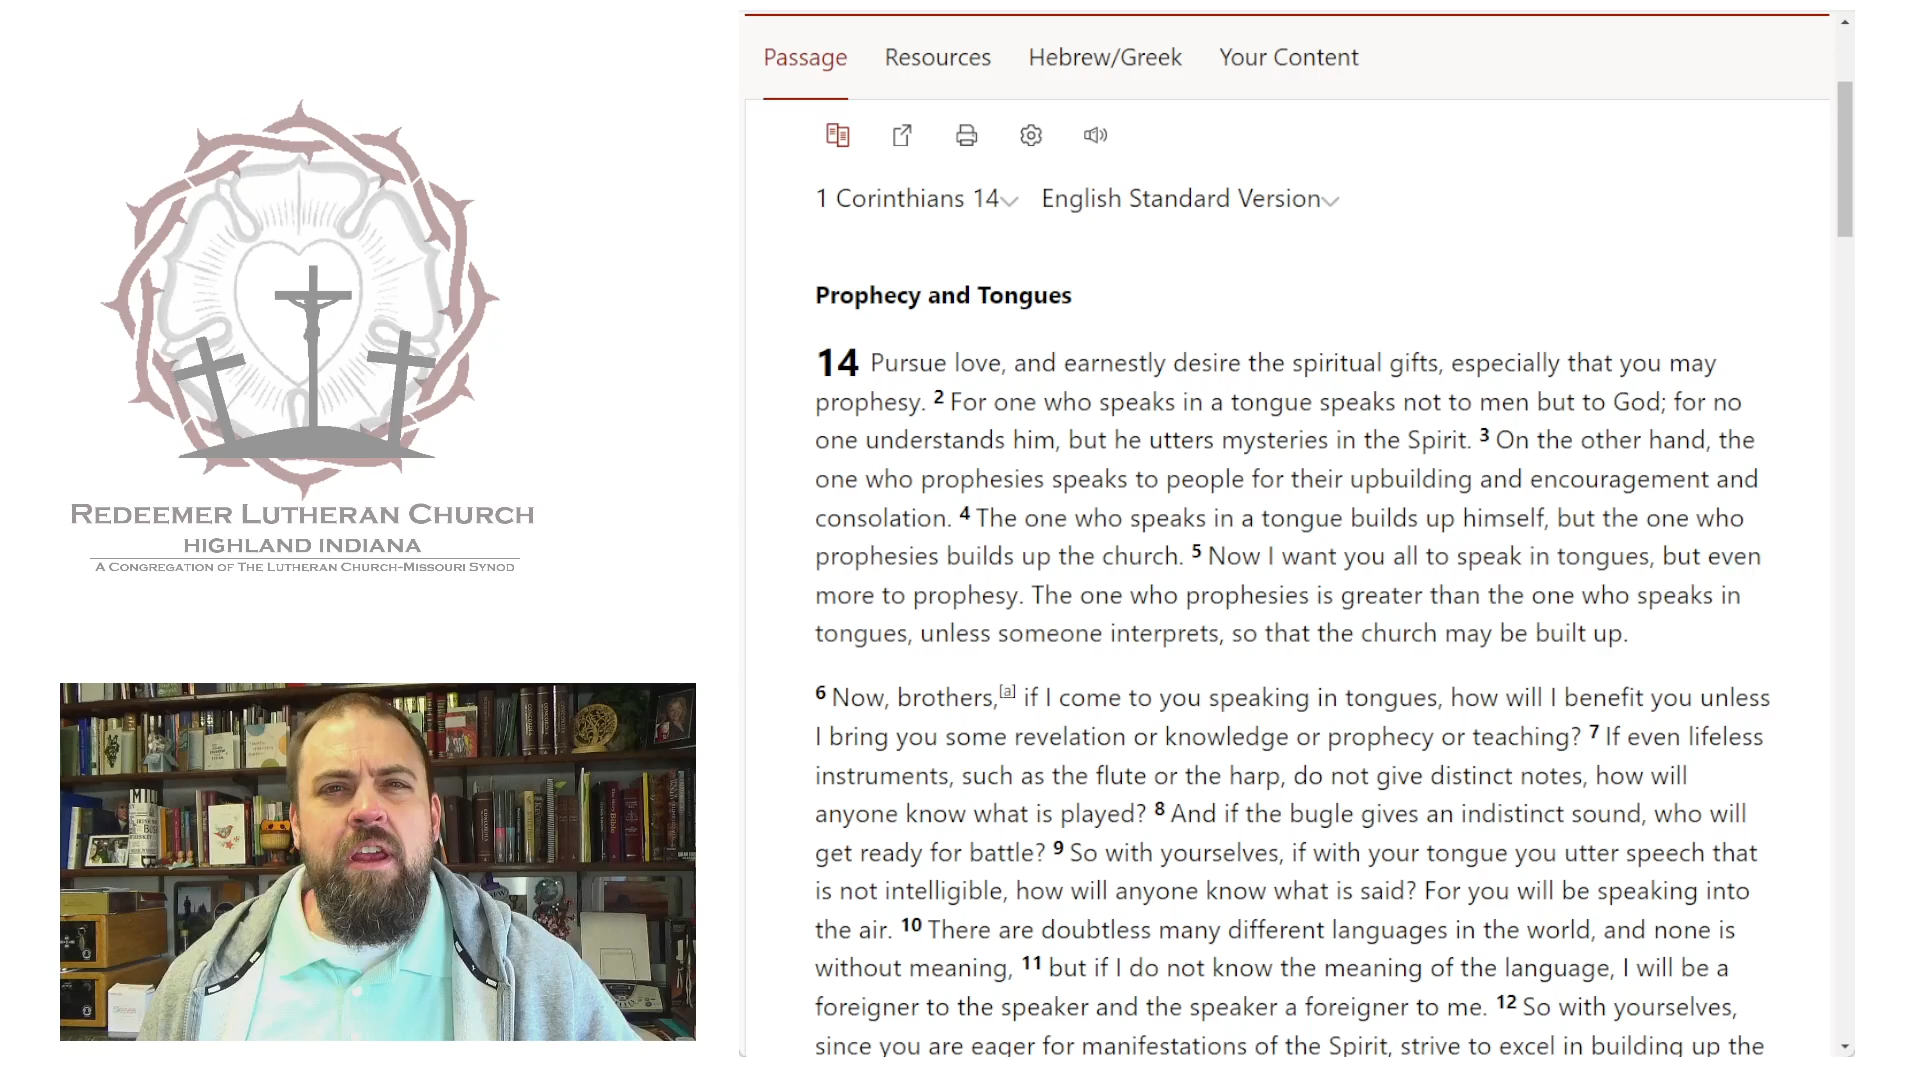 Passage Resources Hebrew/Greek Your Content
1 Corinthians 14 English Standard Version
Prophecy and Tongues
14 Pursue love, and earnestly desire the spiritual gifts, especially that you may
prophesy. 2 For one who speaks in a tongue speaks not to men but to God; for no
one understands him, but he utters mysteries in the Spirit. 3 On the other hand, the
one who prophesies speaks to people for their upbuilding and encouragement and
consolation. 4 The one who speaks in a tongue builds up himself, but the one who
prophesies builds up the church. 5 Now I want you all to speak in tongues, but even
more to prophesy. The one who prophesies is greater than the one who speaks in
tongues, unless someone interprets, so that the church may be built up.
6 Now, brothers,[a] if I come to you speaking in tongues, how will I benefit you unless
I bring you some revelation or knowledge or prophecy or teaching? 7 If even lifeless
instruments, such as the flute or the harp, do not give distinct notes, how will
anyone know what is played? 8 And if the bugle gives an indistinct sound, who will
get ready for battle? 9 So with yourselves, if with your tongue you utter speech that
is not intelligible, how will anyone know what is said? For you will be speaking into
the air. 10 There are doubtless many different languages in the world, and none is
without meaning, 11 but if I do not know the meaning of the language, I will be a
foreigner to the speaker and the speaker a foreigner to me. 12 So with yourselves,
since you are eager for manifestations of the Spirit, strive to excel in building up the
REDEEMER LUTHERAN CHURCH
HIGHLAND INDIANA
A CONGREGATION OF THE LUTHERAN CHURCH-MISSOURI SYNOD